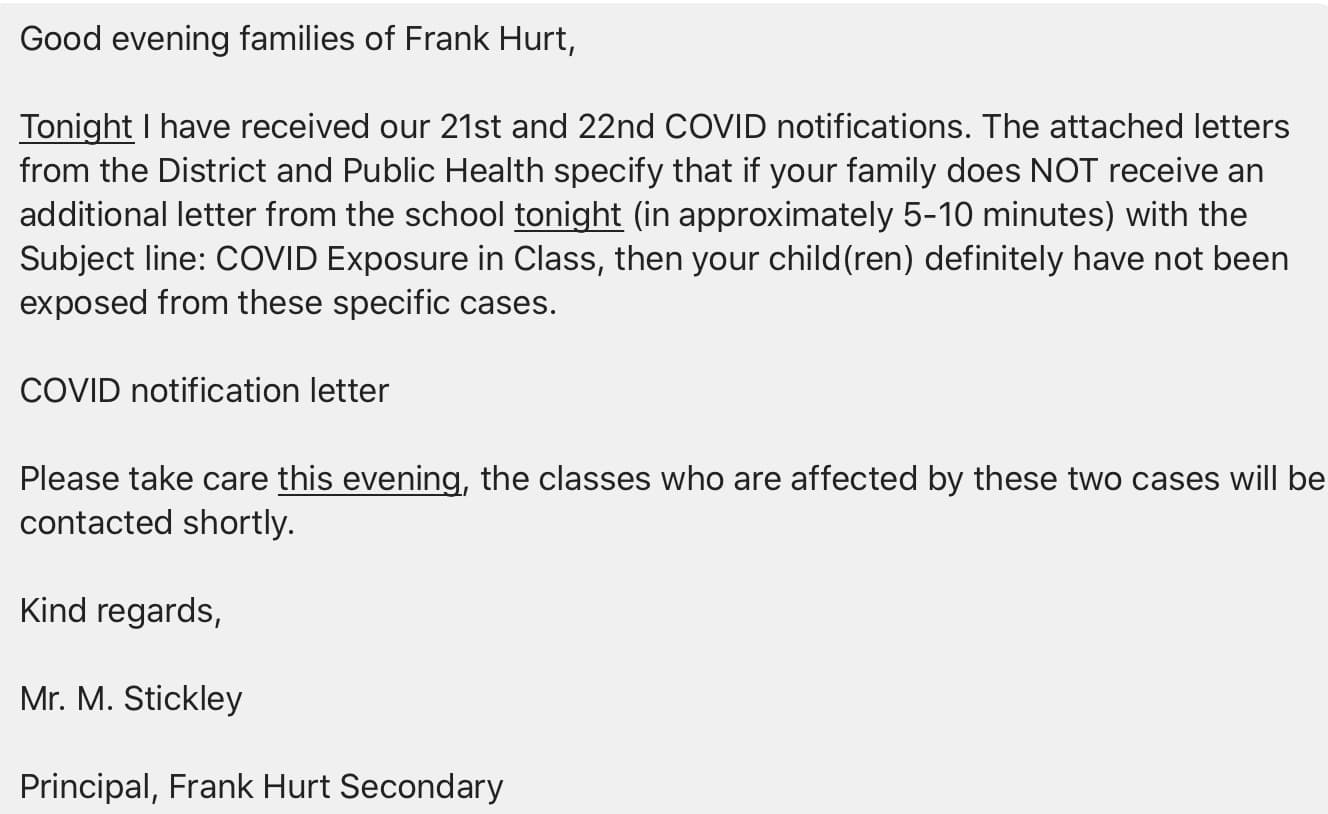 Good evening families of Frank Hurt,
Tonight I have received our 21st and 22nd COVID notifications. The attached letters
from the District and Public Health specify that if your family does NOT receive an
additional letter from the school tonight (in approximately 5-10 minutes) with the
Subject line: COVID Exposure in Class, then your child(ren) definitely have not been
exposed from these specific cases.
COVID notification letter
Please take care this evening, the classes who are affected by these two cases will be
contacted shortly.
Kind regards,
Mr. M. Stickley
Principal, Frank Hurt Secondary